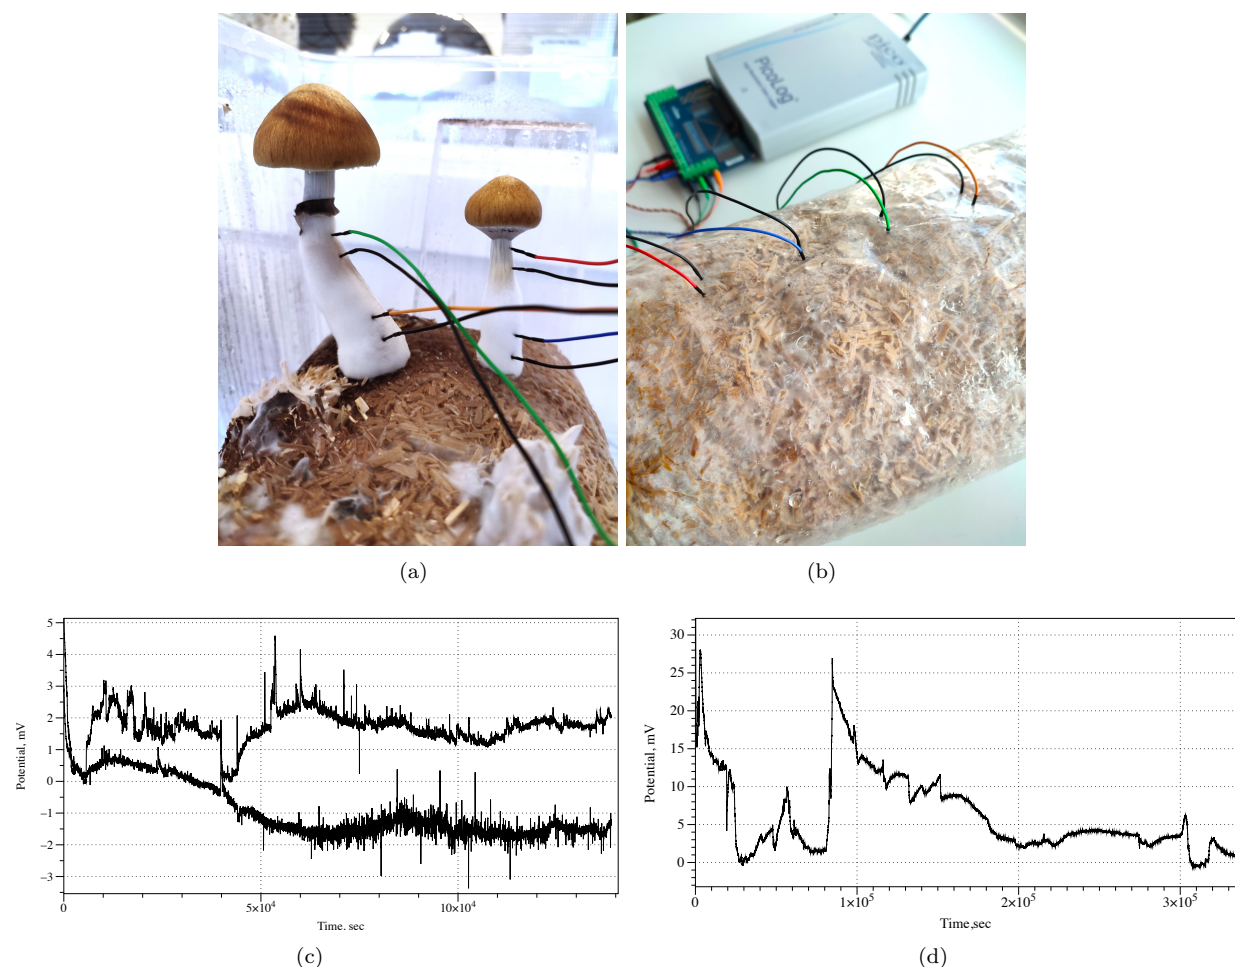 pico
PicoLog
(a)
(b)
5
4
3
2
1
0
−1
−2
−3
Potential, mV
0
5×10⁴
10×10⁴
Time, sec
(c)
30
25
20
15
10
5
0
Potential, mV
0
1×10⁵
2×10⁵
3×10⁵
Time,sec
(d)